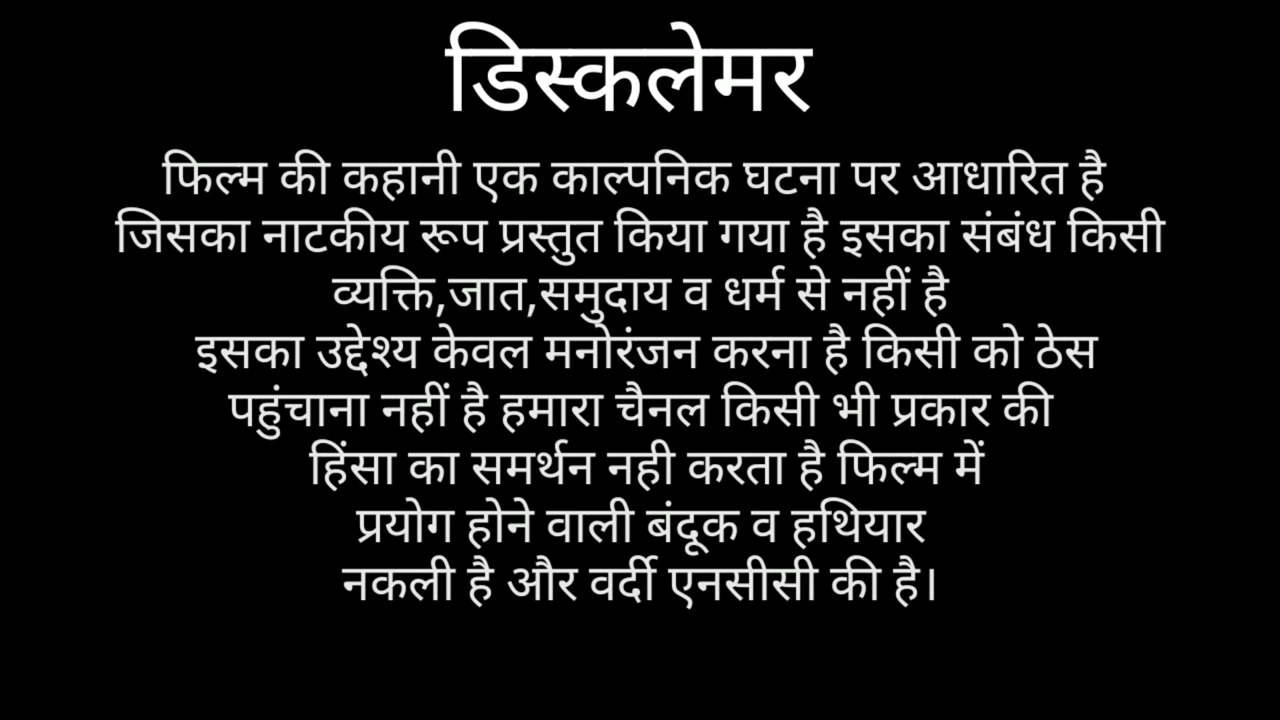 डिस्कलेमर
फिल्म की कहानी एक काल्पनिक घटना पर आधारित है
जिसका नाटकीय रूप प्रस्तुत किया गया है इसका संबंध किसी
व्यक्ति,जात,समुदाय व धर्म से नहीं है
इसका उद्देश्य केवल मनोरंजन करना है किसी को ठेस
पहुंचाना नहीं है हमारा चैनल किसी भी प्रकार की
हिंसा का समर्थन नही करता है फिल्म में
प्रयोग होने वाली बंदूक व हथियार
नकली है और वर्दी एनसीसी की है।